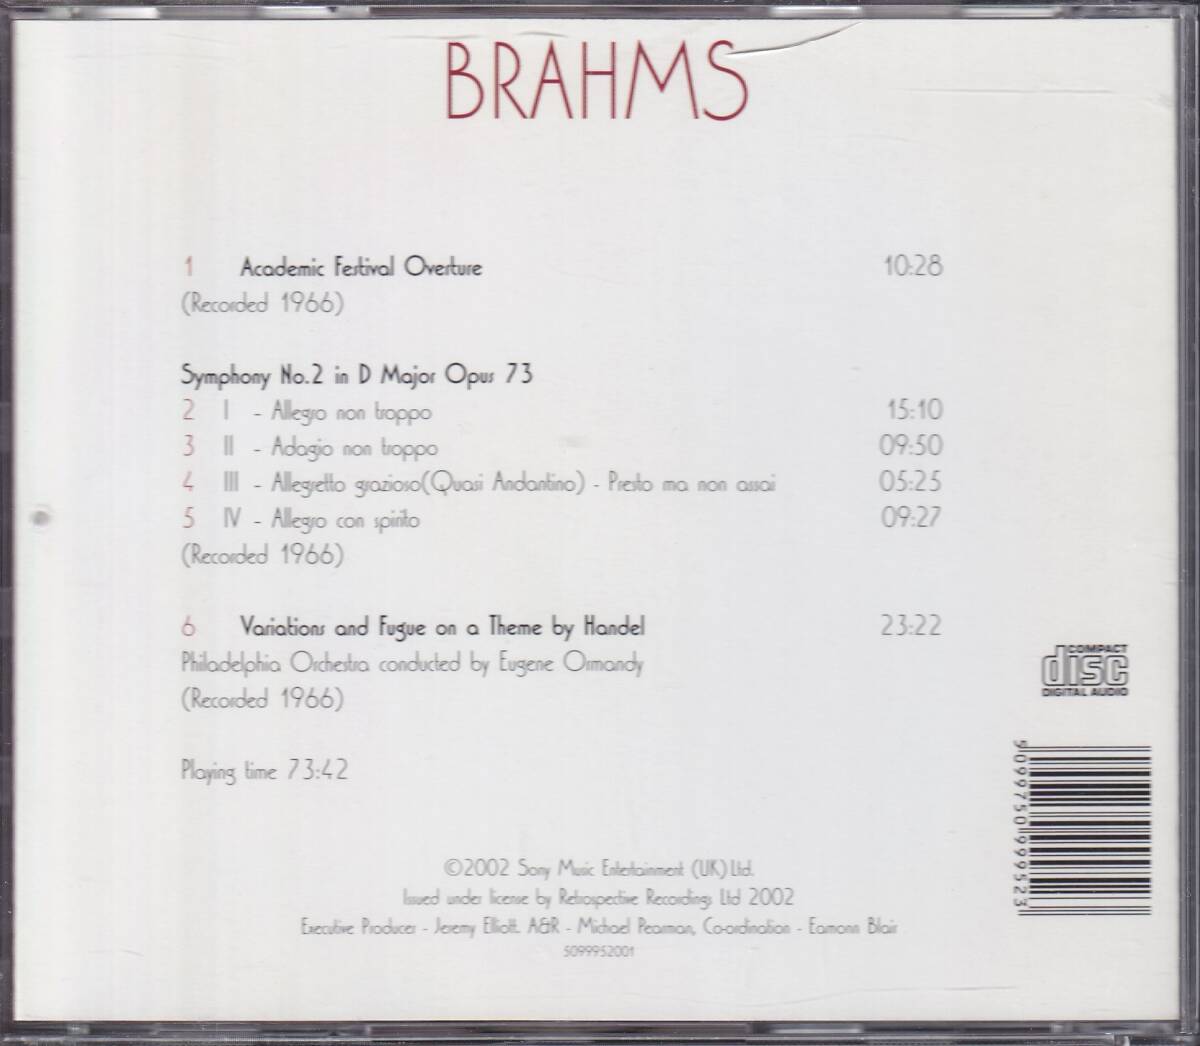 BRAHMS
1 Academic Festival Overture 10:28
(Recorded 1966)
Symphony No.2 in D Major Opus 73
2 I - Allegro non troppo 15:10
3 II - Adagio non troppo 09:50
4 III - Allegretto grazioso(Quasi Andantino) - Presto ma non assai 05:25
5 IV - Allegro con spirito 09:27
(Recorded 1966)
6 Variations and Fugue on a Theme by Handel 23:22
Philadelphia Orchestra conducted by Eugene Ormandy
(Recorded 1966)
Playing time 73:42
COMPACT
disc
DIGITAL AUDIO
5099750999523
©2002 Sony Music Entertainment (UK) Ltd.
Issued under license by Retrospective Recordings Ltd 2002
Executive Producer - Jeremy Elliott. A&R - Michael Pearman, Co-ordination - Eamonn Blair
5099952001